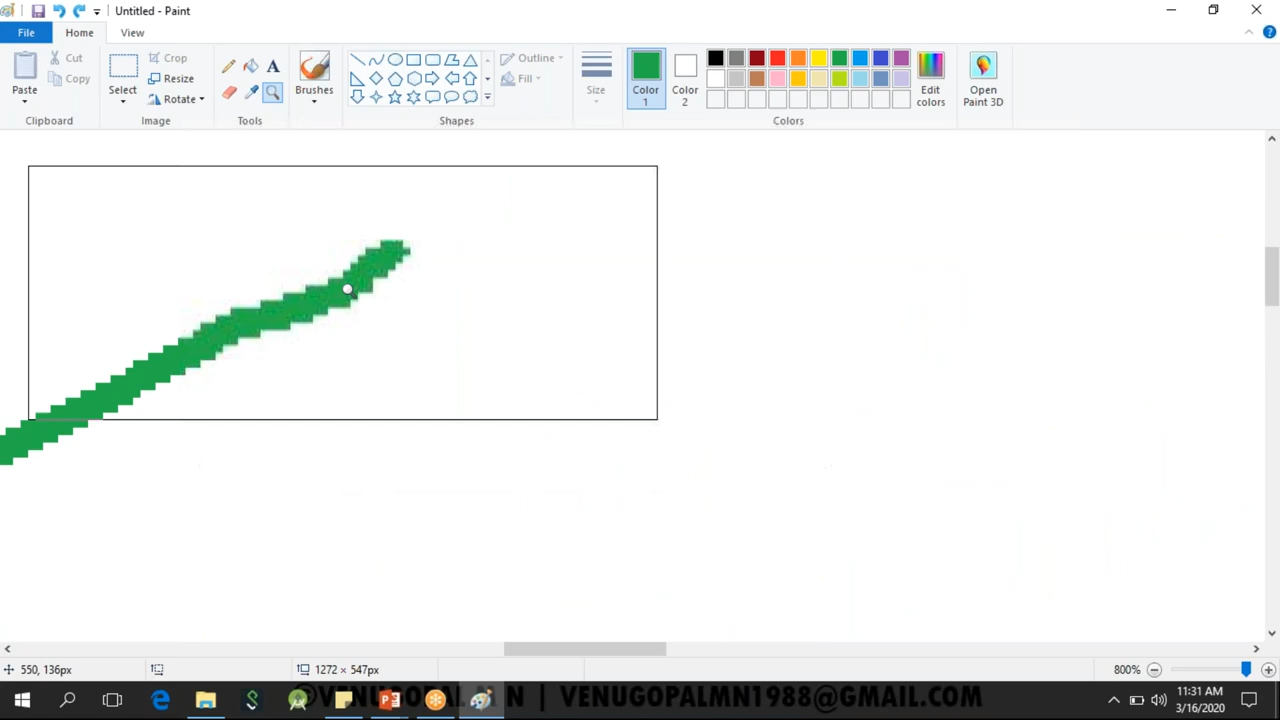 Untitled - Paint
File
Home
View
Paste
Cut
Copy
Clipboard
Select
Crop
Resize
Rotate
Image
Tools
Brushes
Outline
Fill
Shapes
Size
Color
1
Color
2
Edit
colors
Colors
Open
Paint 3D
550, 136px
1272 × 547px
800%
©VENUGOPALMN | VENUGOPALMN1988@GMAIL.COM
11:31 AM
3/16/2020